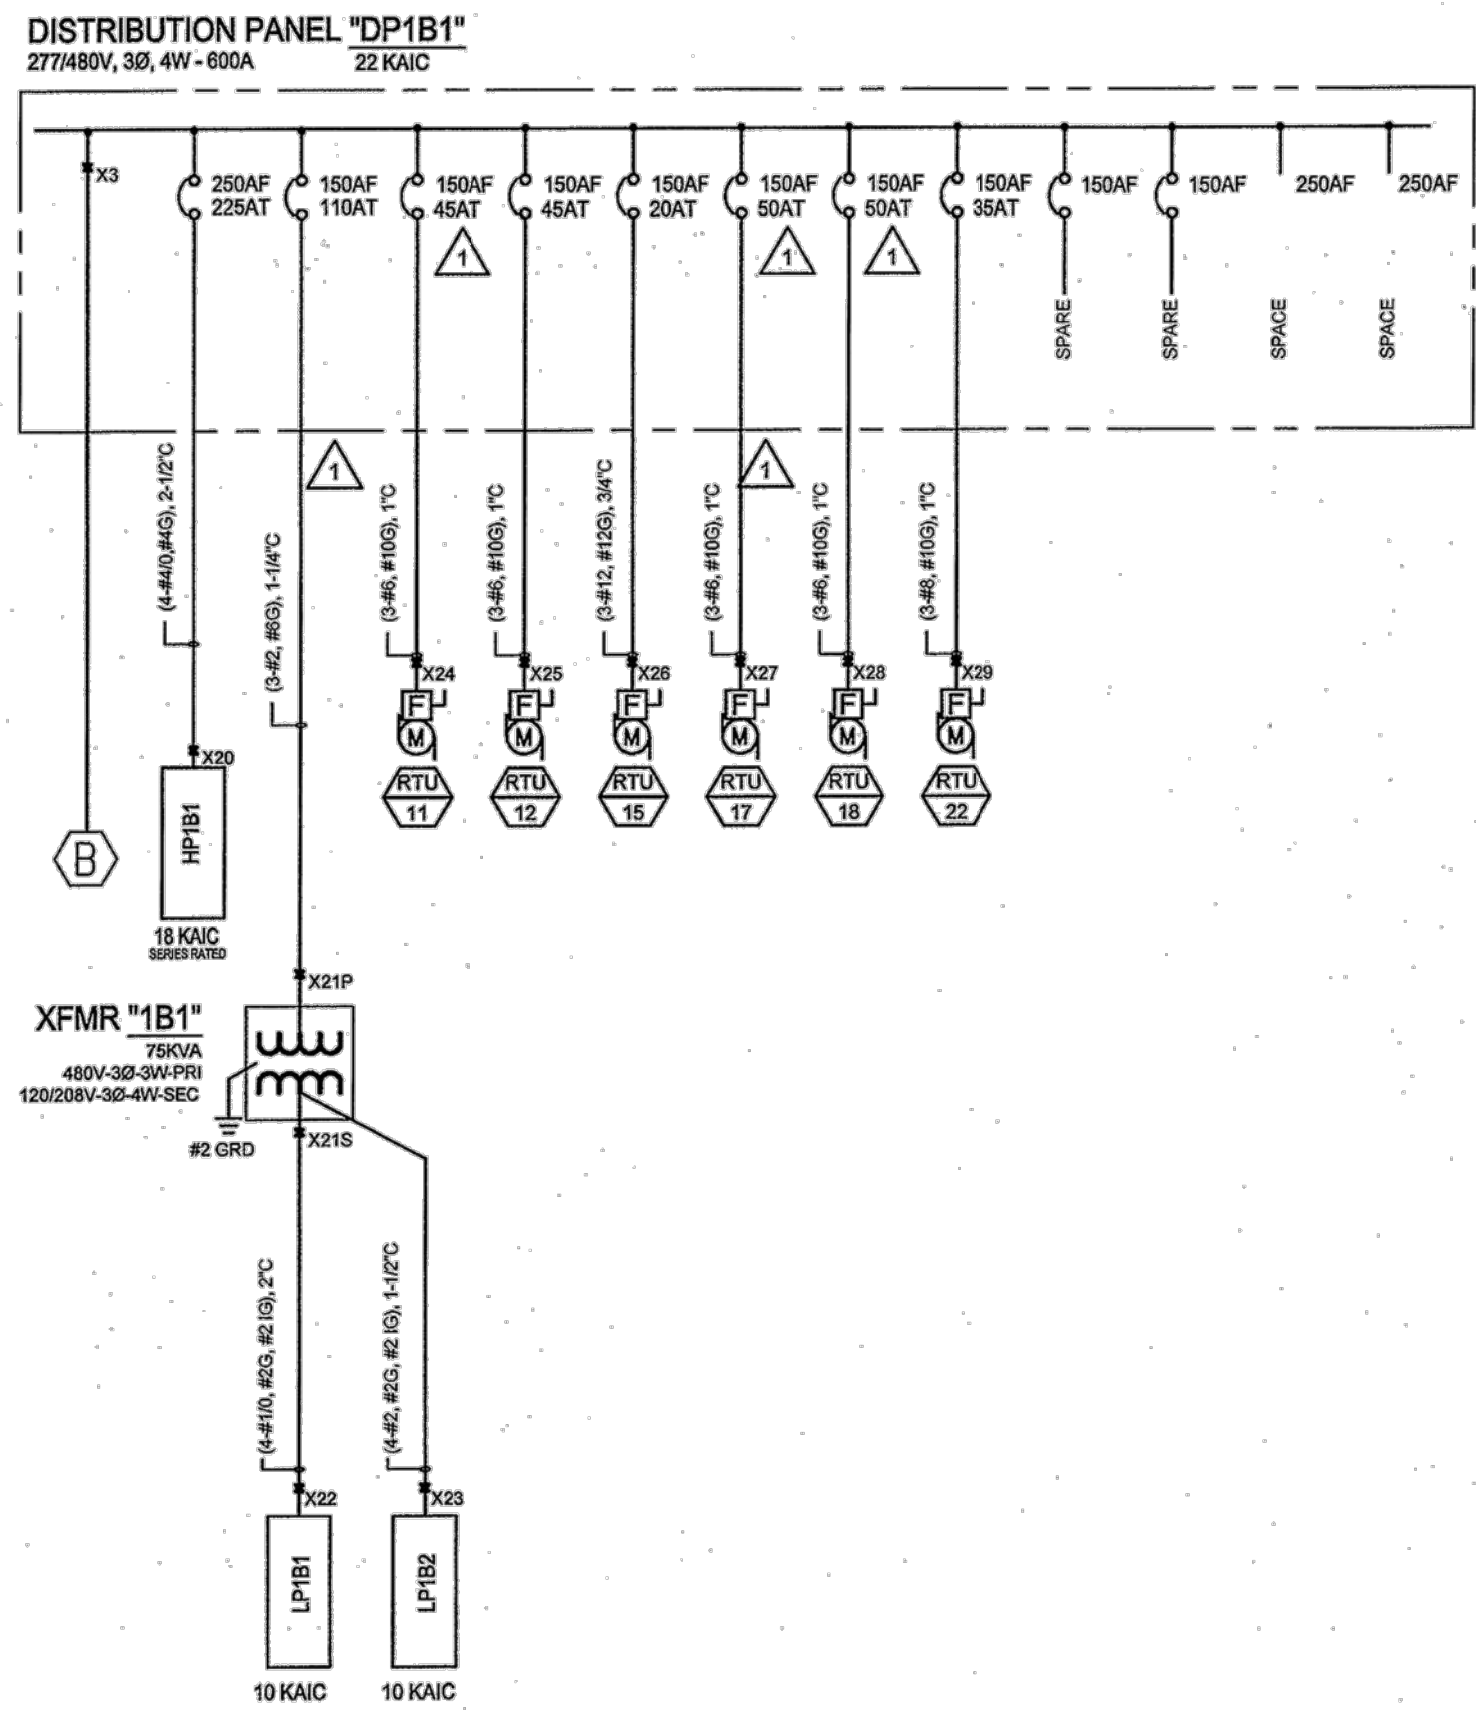 DISTRIBUTION PANEL "DP1B1"
277/480V, 3Ø, 4W - 600A
22 KAIC
X3
250AF
225AT
150AF
110AT
150AF
45AT
150AF
45AT
150AF
20AT
150AF
50AT
150AF
50AT
150AF
35AT
150AF
150AF
250AF
250AF
1
1
1
SPARE
SPARE
SPACE
SPACE
1
1
(4-#4/0,#4G), 2-1/2"C
(3-#2, #6G), 1-1/4"C
(3-#6, #10G), 1"C
(3-#6, #10G), 1"C
(3-#12, #12G), 3/4"C
(3-#6, #10G), 1"C
(3-#6, #10G), 1"C
(3-#8, #10G), 1"C
X24
X25
X26
X27
X28
X29
F
F
F
F
F
F
M
M
M
M
M
M
X20
RTU
11
RTU
12
RTU
15
RTU
17
RTU
18
RTU
22
B
HP1B1
18 KAIC
SERIES RATED
X21P
XFMR "1B1"
75KVA
480V-3Ø-3W-PRI
120/208V-3Ø-4W-SEC
#2 GRD
X21S
(4-#1/0, #2G, #2 IG), 2"C
(4-#2, #2G, #2 IG), 1-1/2"C
X22
X23
LP1B1
LP1B2
10 KAIC
10 KAIC